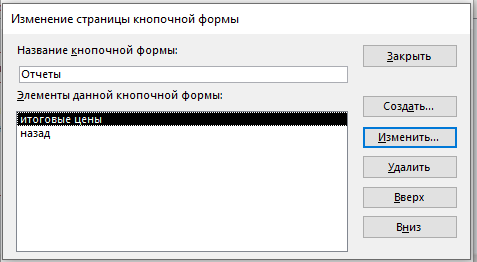 Изменение страницы кнопочной формы
Название кнопочной формы:
Закрыть
Отчеты
Элементы данной кнопочной формы:
итоговые цены
назад
Создать...
Изменить...
Удалить
Вверх
Вниз